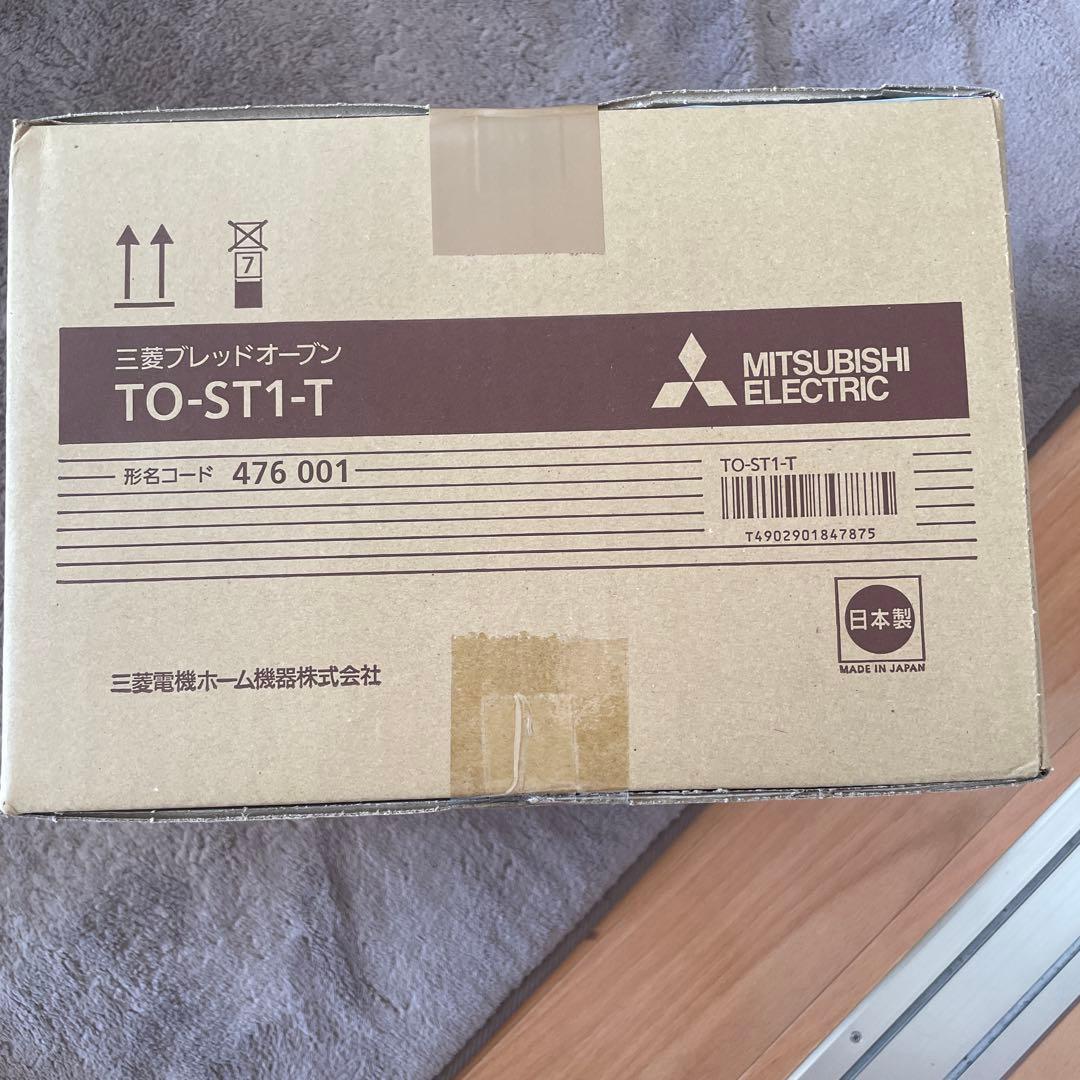 7
三菱ブレッドオーブン
TO-ST1-T
MITSUBISHI
ELECTRIC
形名コード 476 001
TO-ST1-T
T4902901847875
日本製
MADE IN JAPAN
三菱電機ホーム機器株式会社